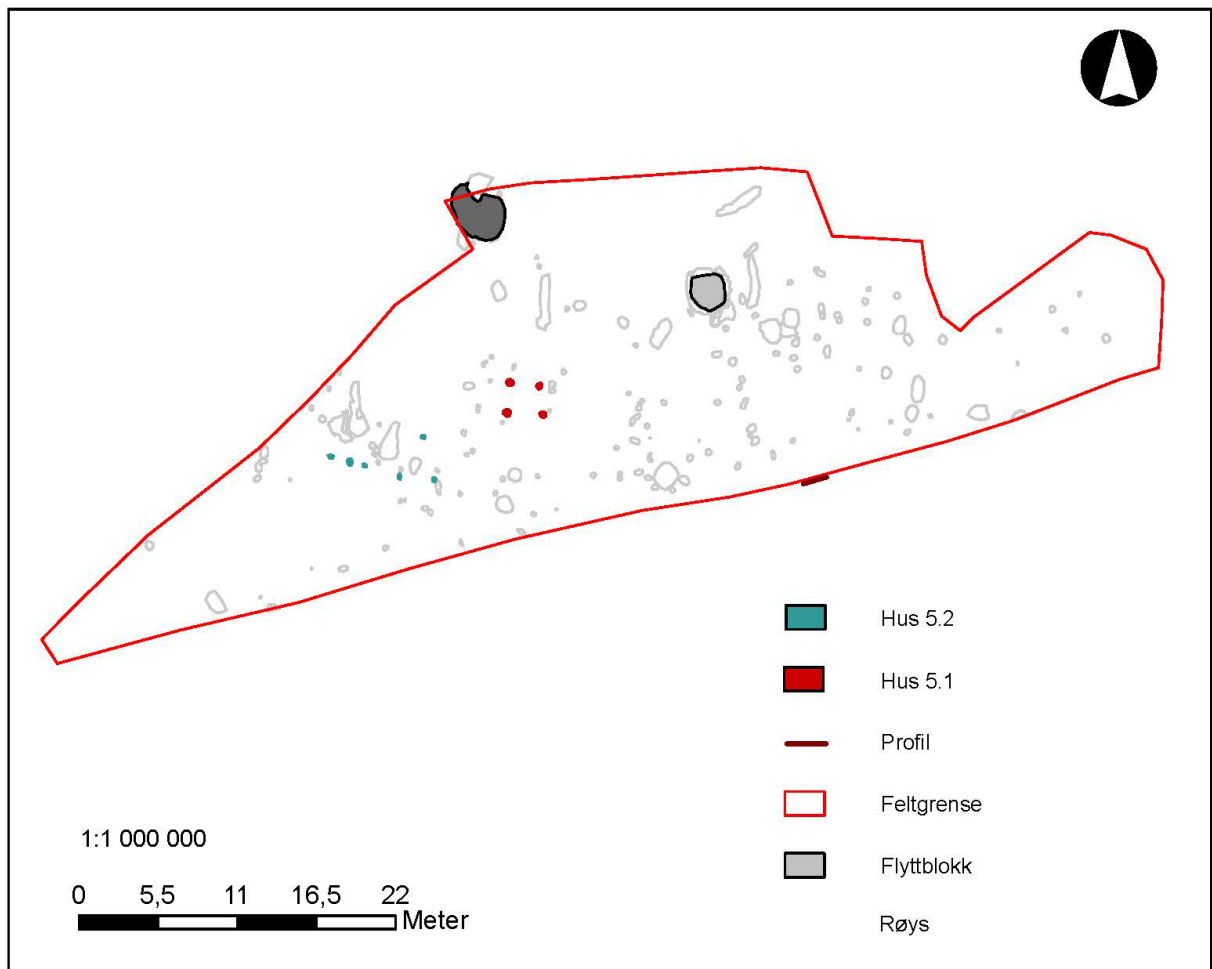 Hus 5.2
Hus 5.1
Profil
Feltgrense
Flyttblokk
Røys
1:1 000 000
0 5,5 11 16,5 22
Meter